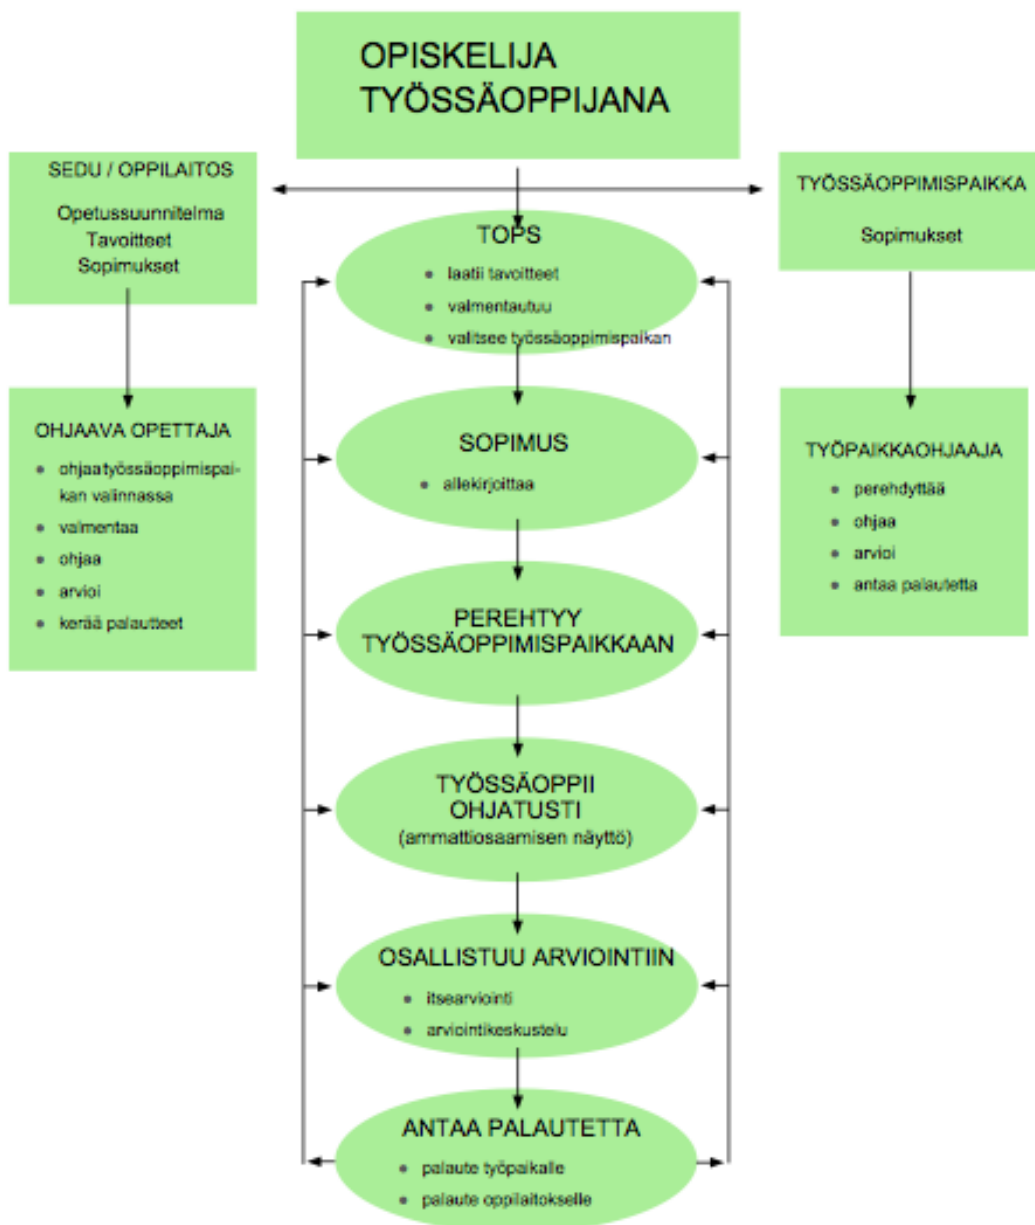 OPISKELIJA
TYÖSSÄOPPIJANA
SEDU / OPPILAITOS
Opetussuunnitelma
Tavoitteet
Sopimukset
TYÖSSÄOPPIMISPAIKKA
Sopimukset
TOPS
• laatii tavoitteet
• valmentautuu
• valitsee työssäoppimispaikan
OHJAAVA OPETTAJA
• ohjaa työssäoppimispai-
kan valinnassa
• valmentaa
• ohjaa
• arvioi
• kerää palautteet
SOPIMUS
• allekirjoittaa
TYÖPAIKKAOHJAAJA
• perehdyttää
• ohjaa
• arvioi
• antaa palautetta
PEREHTYY
TYÖSSÄOPPIMISPAIKKAAN
TYÖSSÄOPPII
OHJATUSTI
(ammattiosaamisen näyttö)
OSALLISTUU ARVIOINTIIN
• itsearviointi
• arviointikeskustelu
ANTAA PALAUTETTA
• palaute työpaikalle
• palaute oppilaitokselle